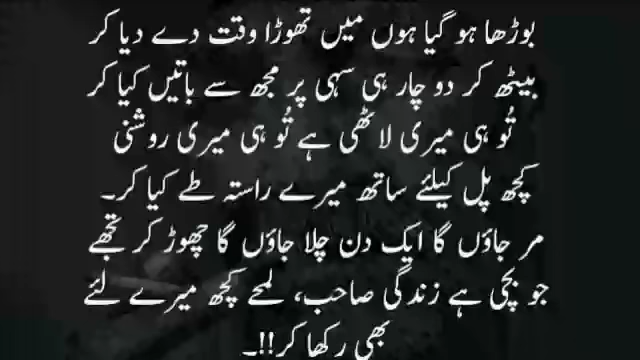 بوڑھا ہو گیا ہوں میں تھوڑا وقت دے دیا کر
بیٹھ کر دو چار ہی سہی پر مجھ سے باتیں کیا کر
تُو ہی میری لاٹھی ہے تُو ہی میری روشنی
کچھ پل کیلئے ساتھ میرے راستہ طے کیا کر۔
مر جاؤں گا ایک دن چلا جاؤں گا چھوڑ کر تجھے
جو بچی ہے زندگی صاحب، لمحے کچھ میرے لئے
بھی رکھا کر!!۔